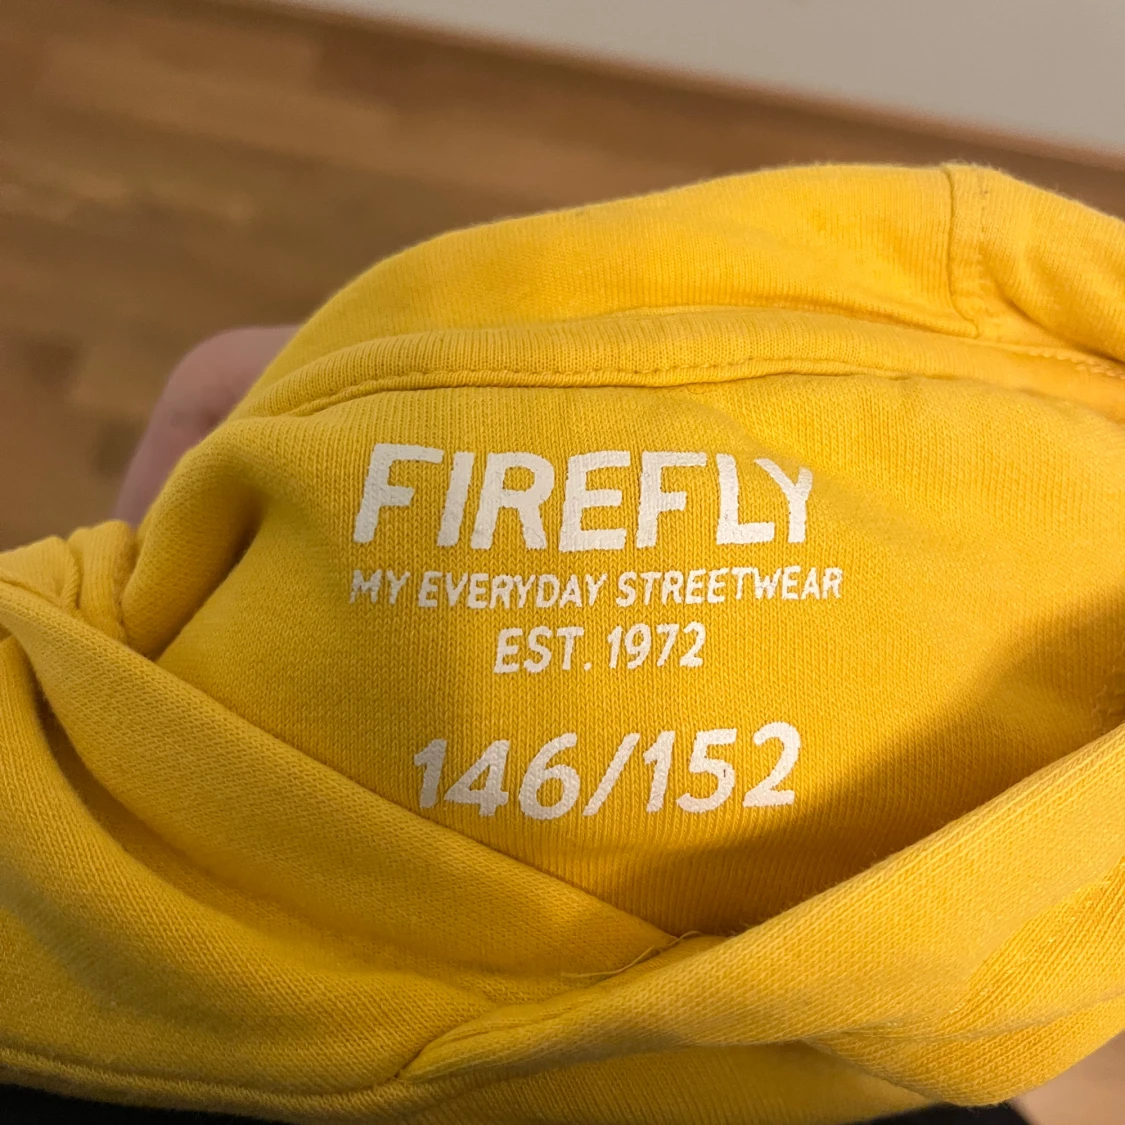 FIREFLY
MY EVERYDAY STREETWEAR
EST. 1972
146/152